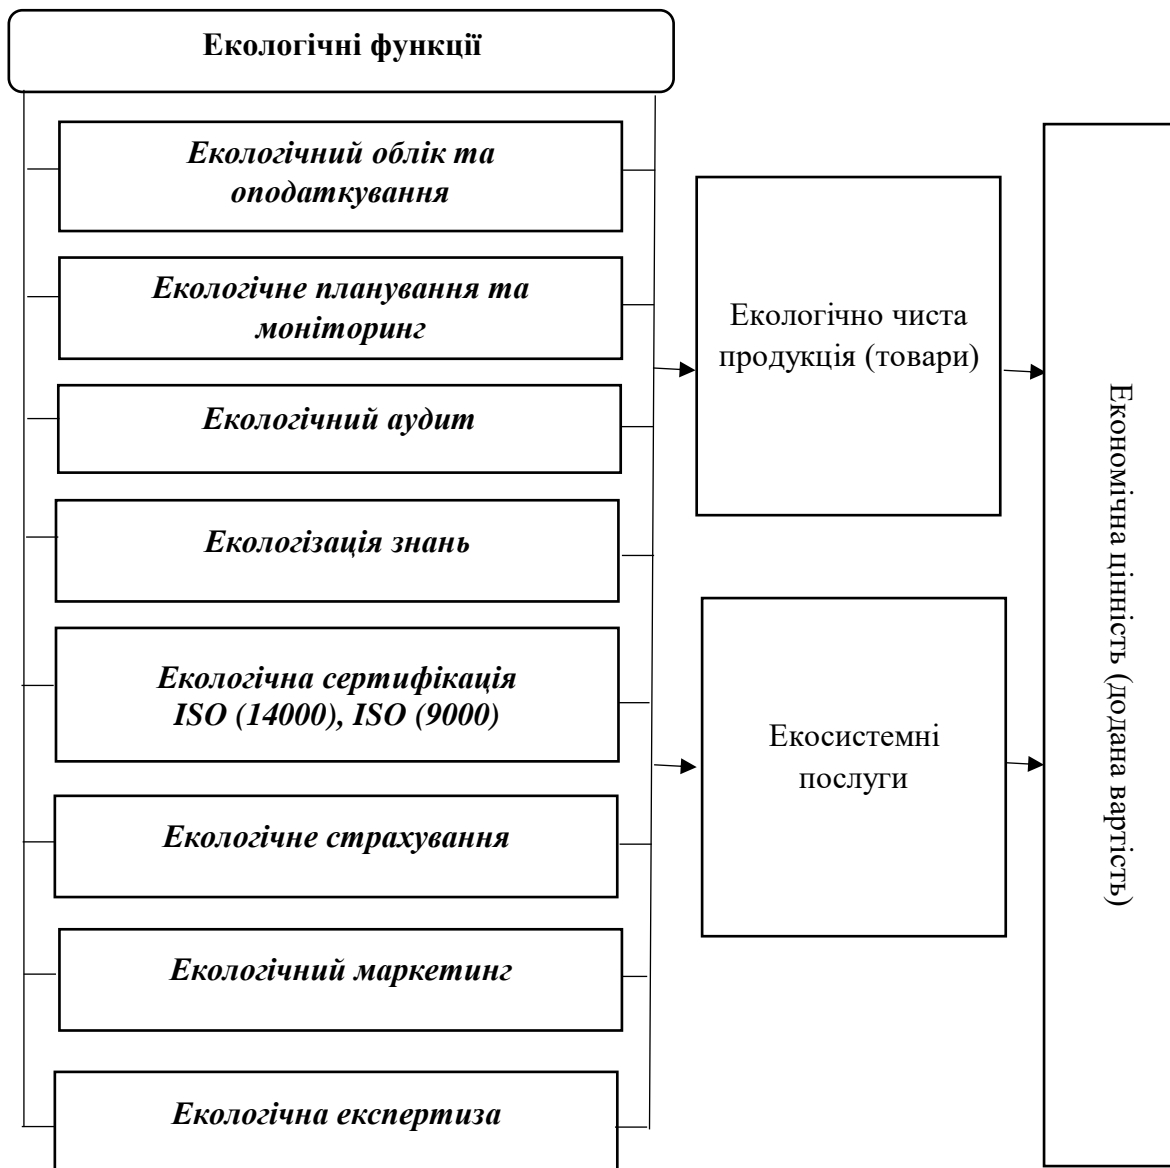 Екологічні функції
Екологічний облік та
оподаткування
Екологічне планування та
моніторинг
Екологічний аудит
Екологізація знань
Екологічна сертифікація
ISO (14000), ISO (9000)
Екологічне страхування
Екологічний маркетинг
Екологічна експертиза
Екологічно чиста
продукція (товари)
Екосистемні
послуги
Економічна цінність (додана вартість)